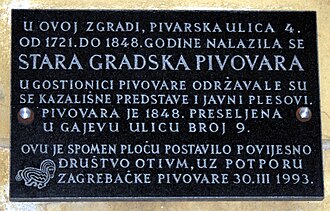 U OVOJ ZGRADI, PIVARSKA ULICA 4.
OD 1721. DO 1848. GODINE NALAZILA SE
STARA GRADSKA PIVOVARA
U GOSTIONICI PIVOVARE ODRŽAVALE SU
SE KAZALIŠNE PREDSTAVE I JAVNI PLESOVI.
PIVOVARA JE 1848. PRESELJENA
U GAJEVU ULICU BROJ 9.
OVU JE SPOMEN PLOČU POSTAVILO POVIJESNO
DRUŠTVO OTIVM, UZ POTPORU
ZAGREBAČKE PIVOVARE 30. III 1993.